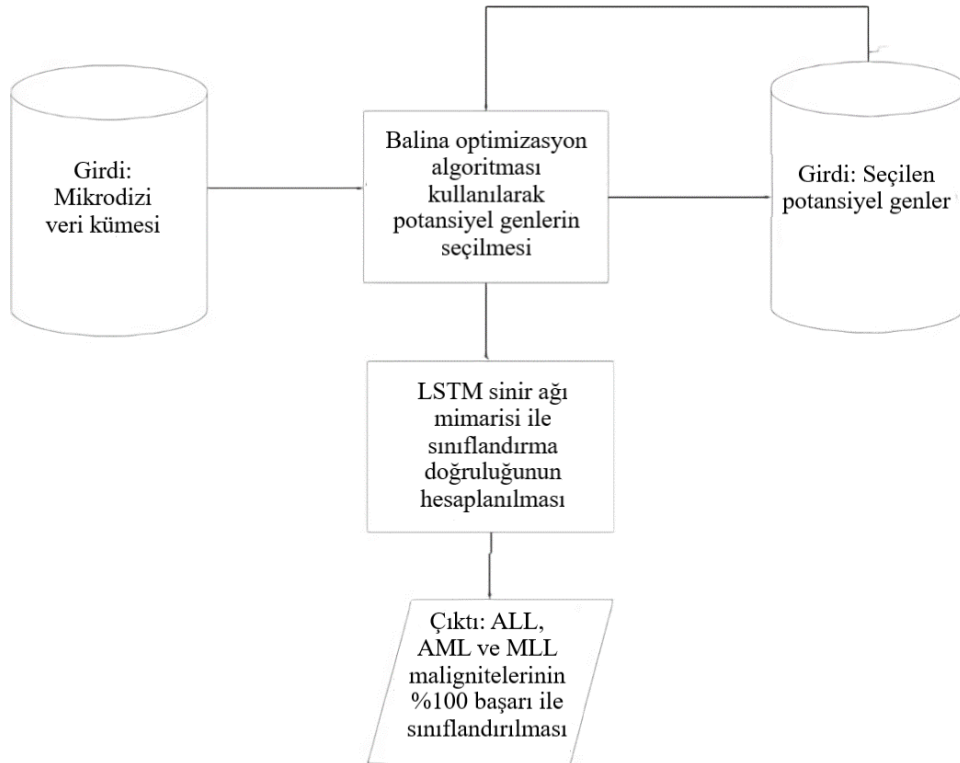 Girdi:
Mikrodizi
veri kümesi
Balina optimizasyon
algoritması
kullanılarak
potansiyel genlerin
seçilmesi
Girdi: Seçilen
potansiyel genler
LSTM sinir ağı
mimarisi ile
sınıflandırma
doğruluğunun
hesaplanılması
Çıktı: ALL,
AML ve MLL
malignitelerinin
%100 başarı ile
sınıflandırılması